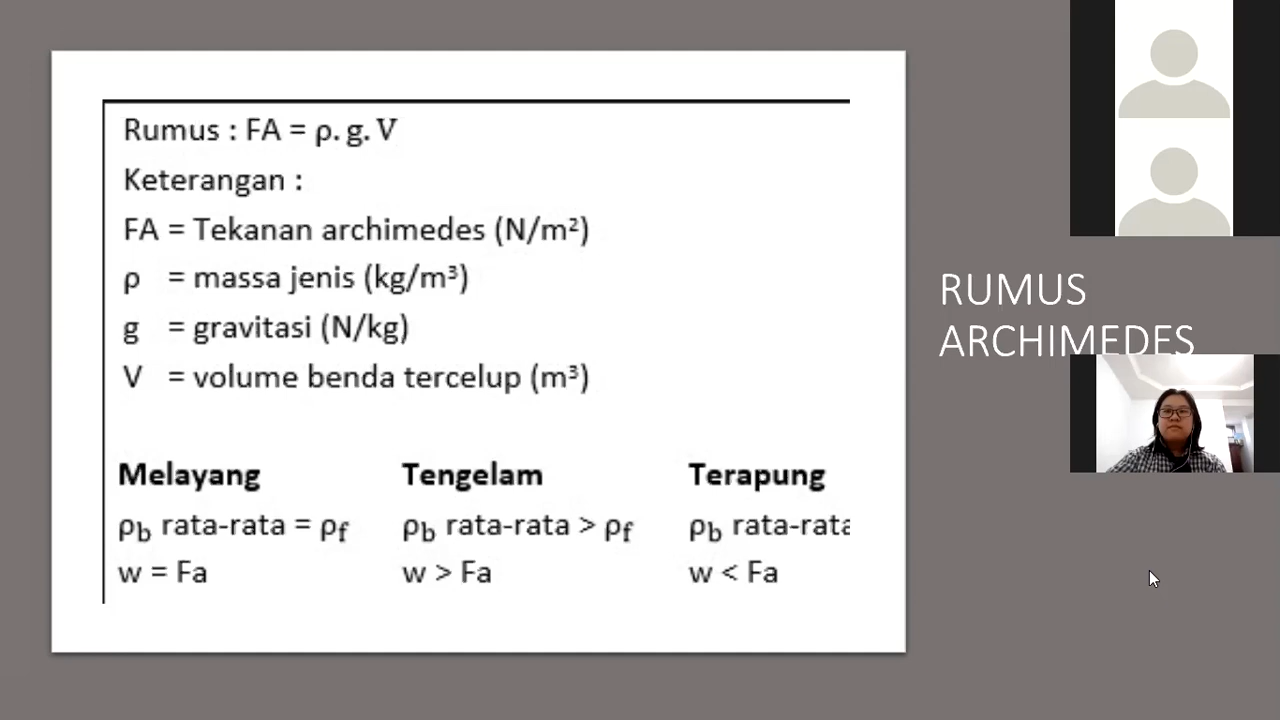 Rumus : FA = ρ. g. V
Keterangan :
FA = Tekanan archimedes (N/m²)
ρ = massa jenis (kg/m³)
g = gravitasi (N/kg)
V = volume benda tercelup (m³)
Melayang Tengelam Terapung
ρb rata-rata = ρf ρb rata-rata > ρf ρb rata-rata
w = Fa w > Fa w < Fa
RUMUS
ARCHIMEDES